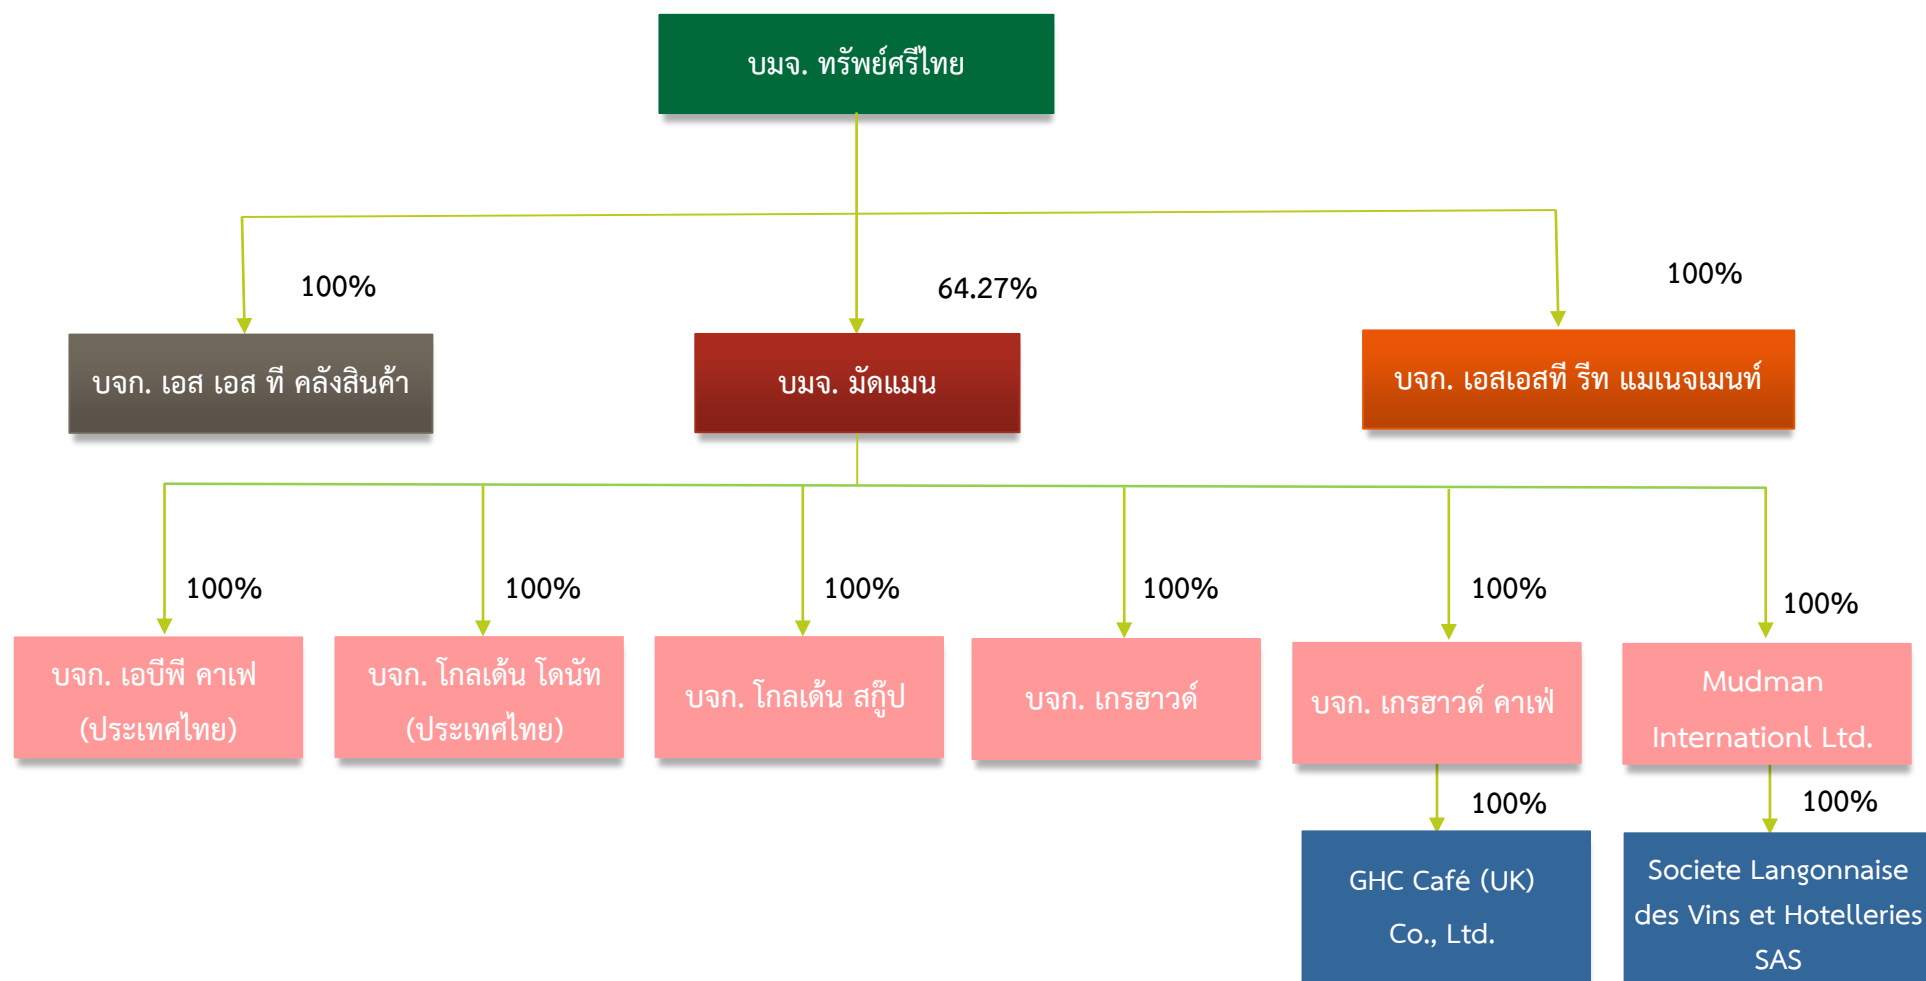 บมจ. ทรัพย์ศรีไทย
100%
64.27%
100%
บจก. เอส เอส ที คลังสินค้า
บมจ. มัดแมน
บจก. เอสเอสที รีท แมเนจเมนท์
100%
100%
100%
100%
100%
100%
บจก. เอบีพี คาเฟ
(ประเทศไทย)
บจก. โกลเด้น โดนัท
(ประเทศไทย)
บจก. โกลเด้น สกู๊ป
บจก. เกรฮาวด์
บจก. เกรฮาวด์ คาเฟ่
Mudman
Internationl Ltd.
100%
100%
GHC Café (UK)
Co., Ltd.
Societe Langonnaise
des Vins et Hotelleries
SAS